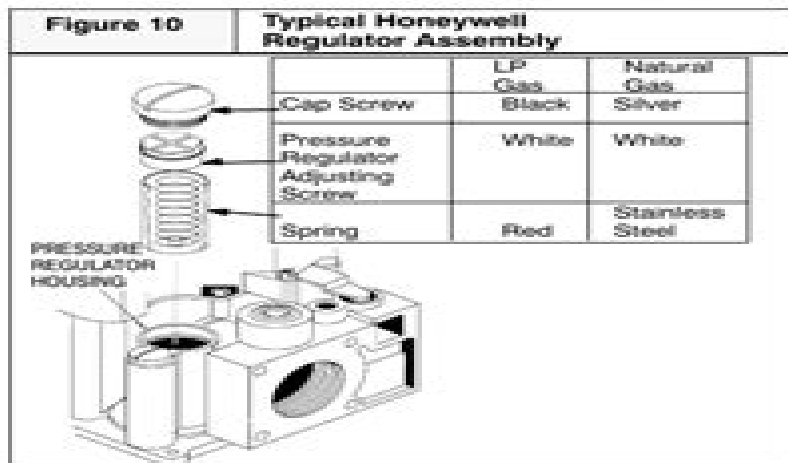 Figure 10
Typical Honeywell
Regulator Assembly
LP
Gas
Natural
Gas
Cap Screw
Black
Silver
Pressure
Regulator
Adjusting
Screw
White
White
Spring
Red
Stainless
Steel
PRESSURE
REGULATOR
HOUSING